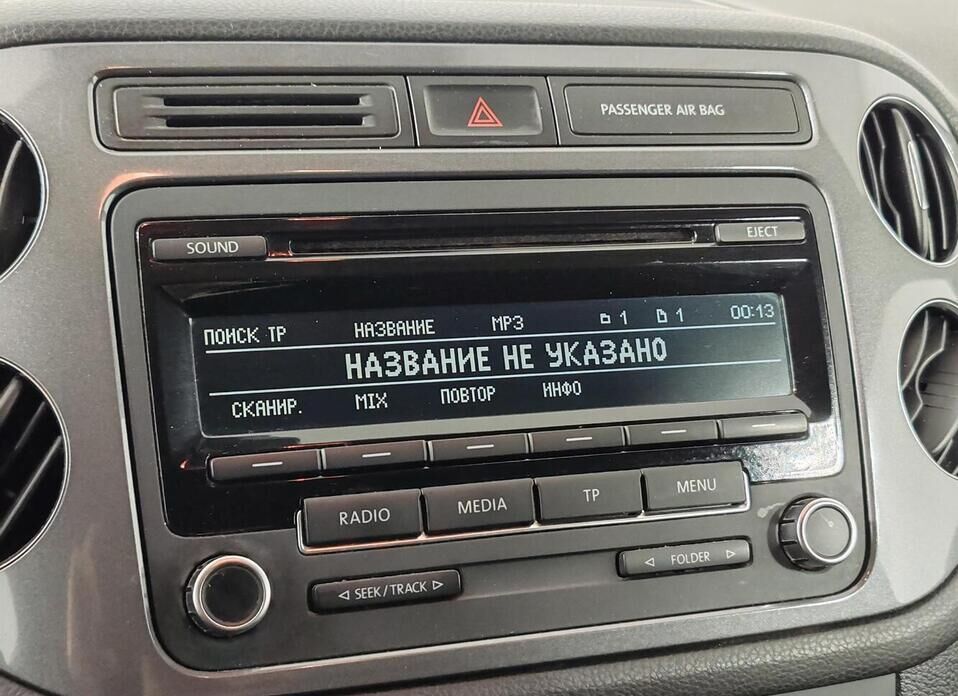 PASSENGER AIR BAG
SOUND
EJECT
ПОИСК TP НАЗВАНИЕ MP3 1 1 00:13
НАЗВАНИЕ НЕ УКАЗАНО
СКАНИР. MIX ПОВТОР ИНФО
RADIO MEDIA TP MENU
SEEK/TRACK
FOLDER